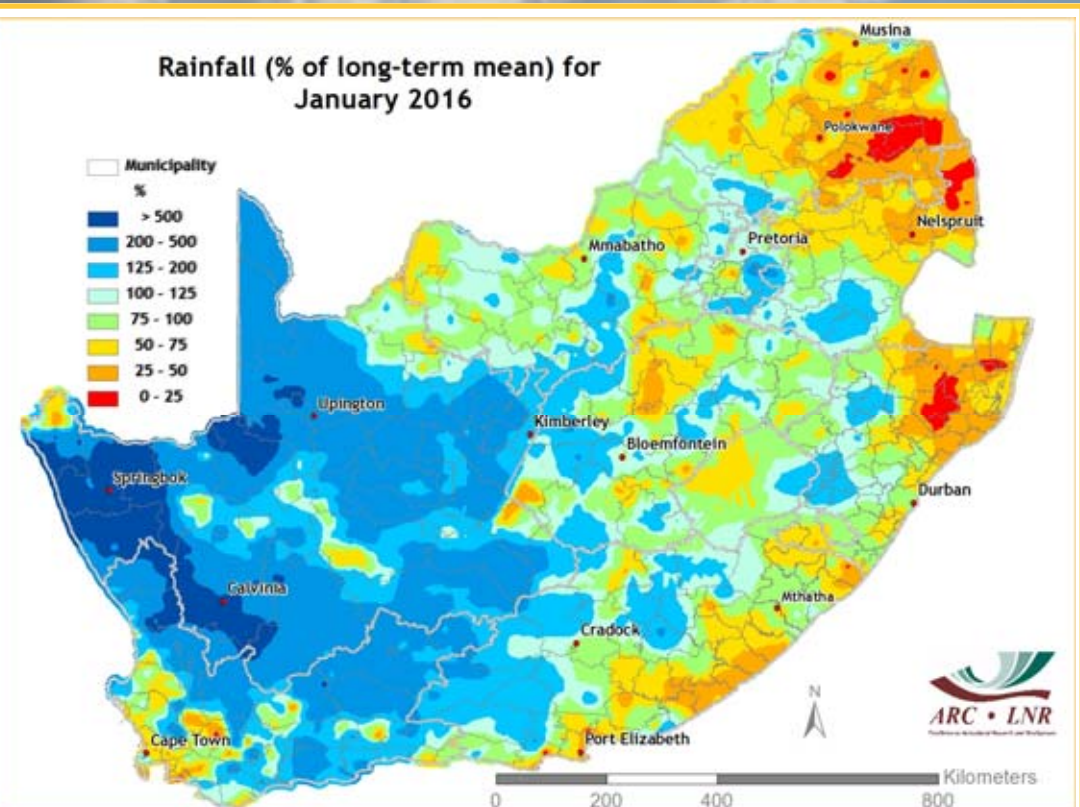 Rainfall (% of long-term mean) for
January 2016
Municipality
%
> 500
200 - 500
125 - 200
100 - 125
75 - 100
50 - 75
25 - 50
0 - 25
Musina
Polokwane
Nelspruit
Pretoria
Mmabatho
Upington
Kimberley
Bloemfontein
Springbok
Durban
Calvinia
Mthatha
Cradock
Cape Town
Port Elizabeth
N
ARC • LNR
Kilometers
0 200 400 800